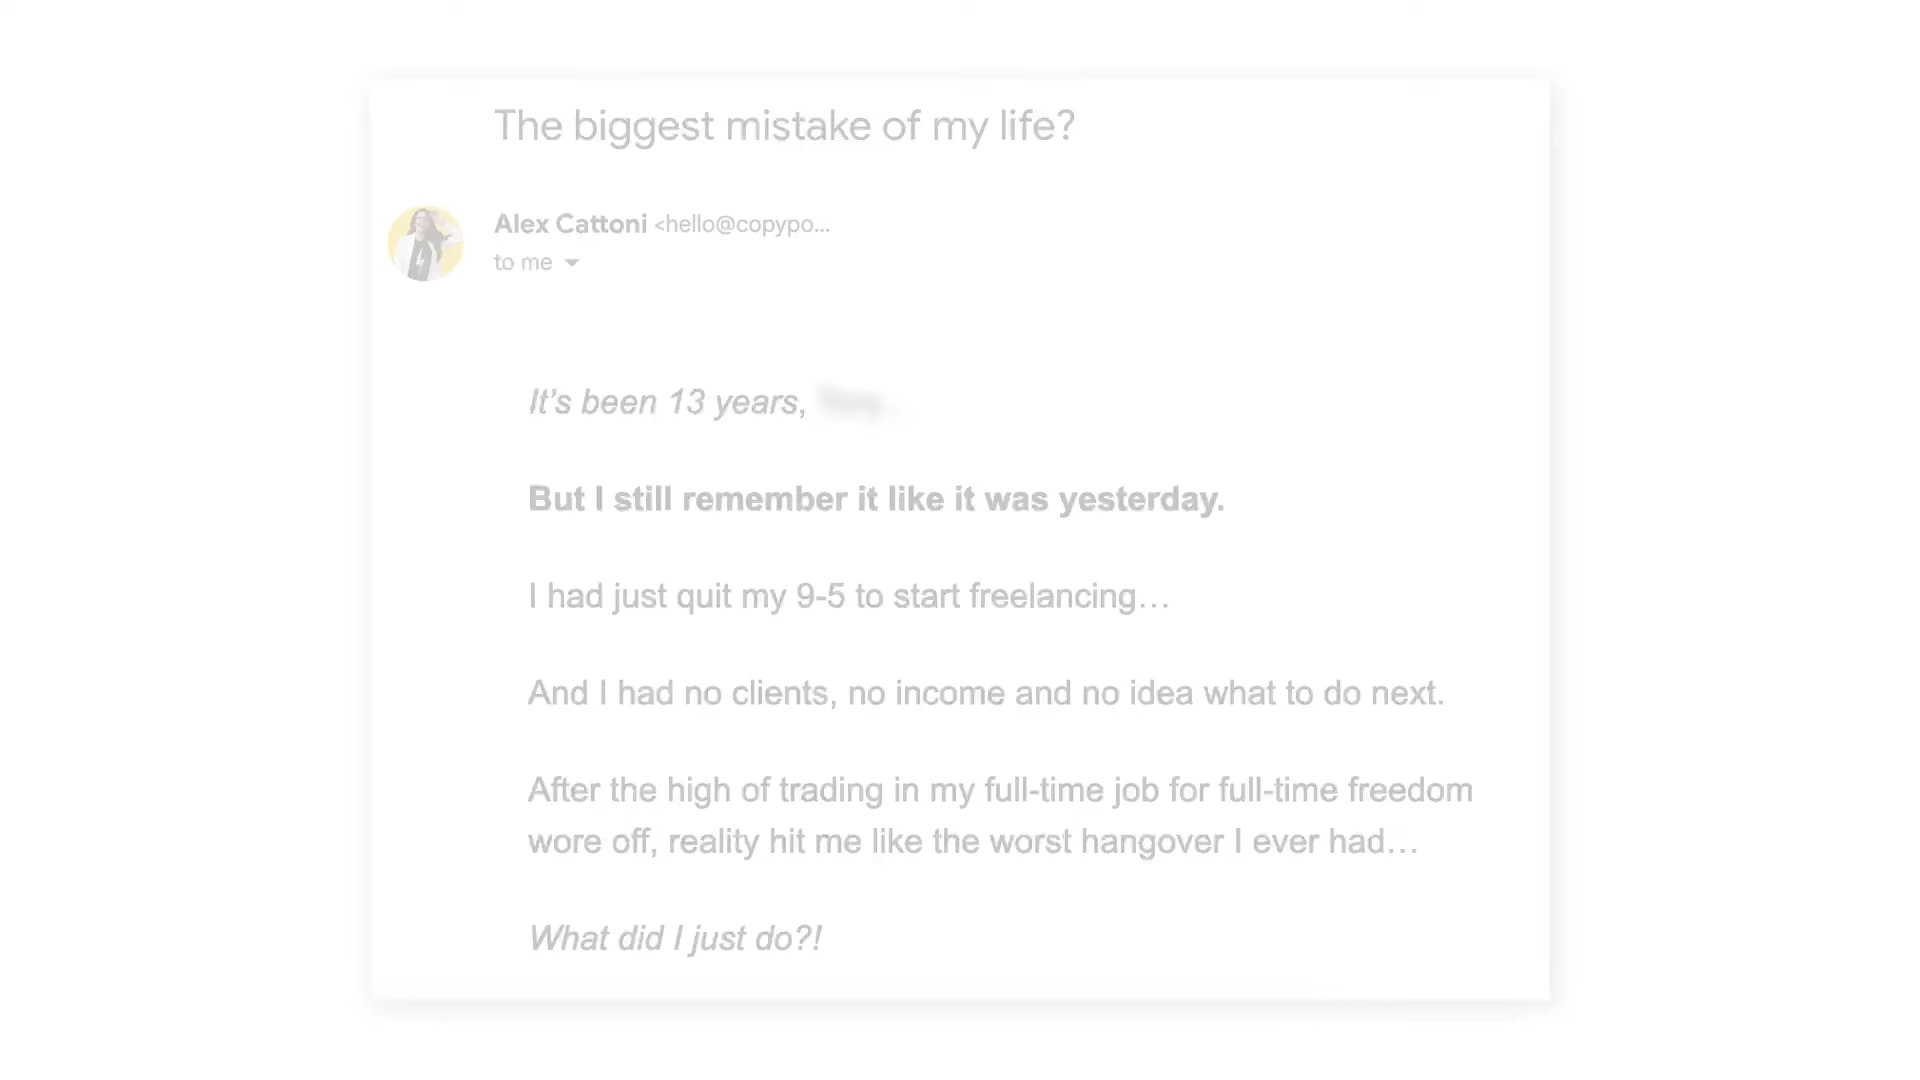 The biggest mistake of my life?
Alex Cattoni <hello@copypo...
to me
It's been 13 years,
But I still remember it like it was yesterday.
I had just quit my 9-5 to start freelancing…
And I had no clients, no income and no idea what to do next.
After the high of trading in my full-time job for full-time freedom
wore off, reality hit me like the worst hangover I ever had…
What did I just do?!